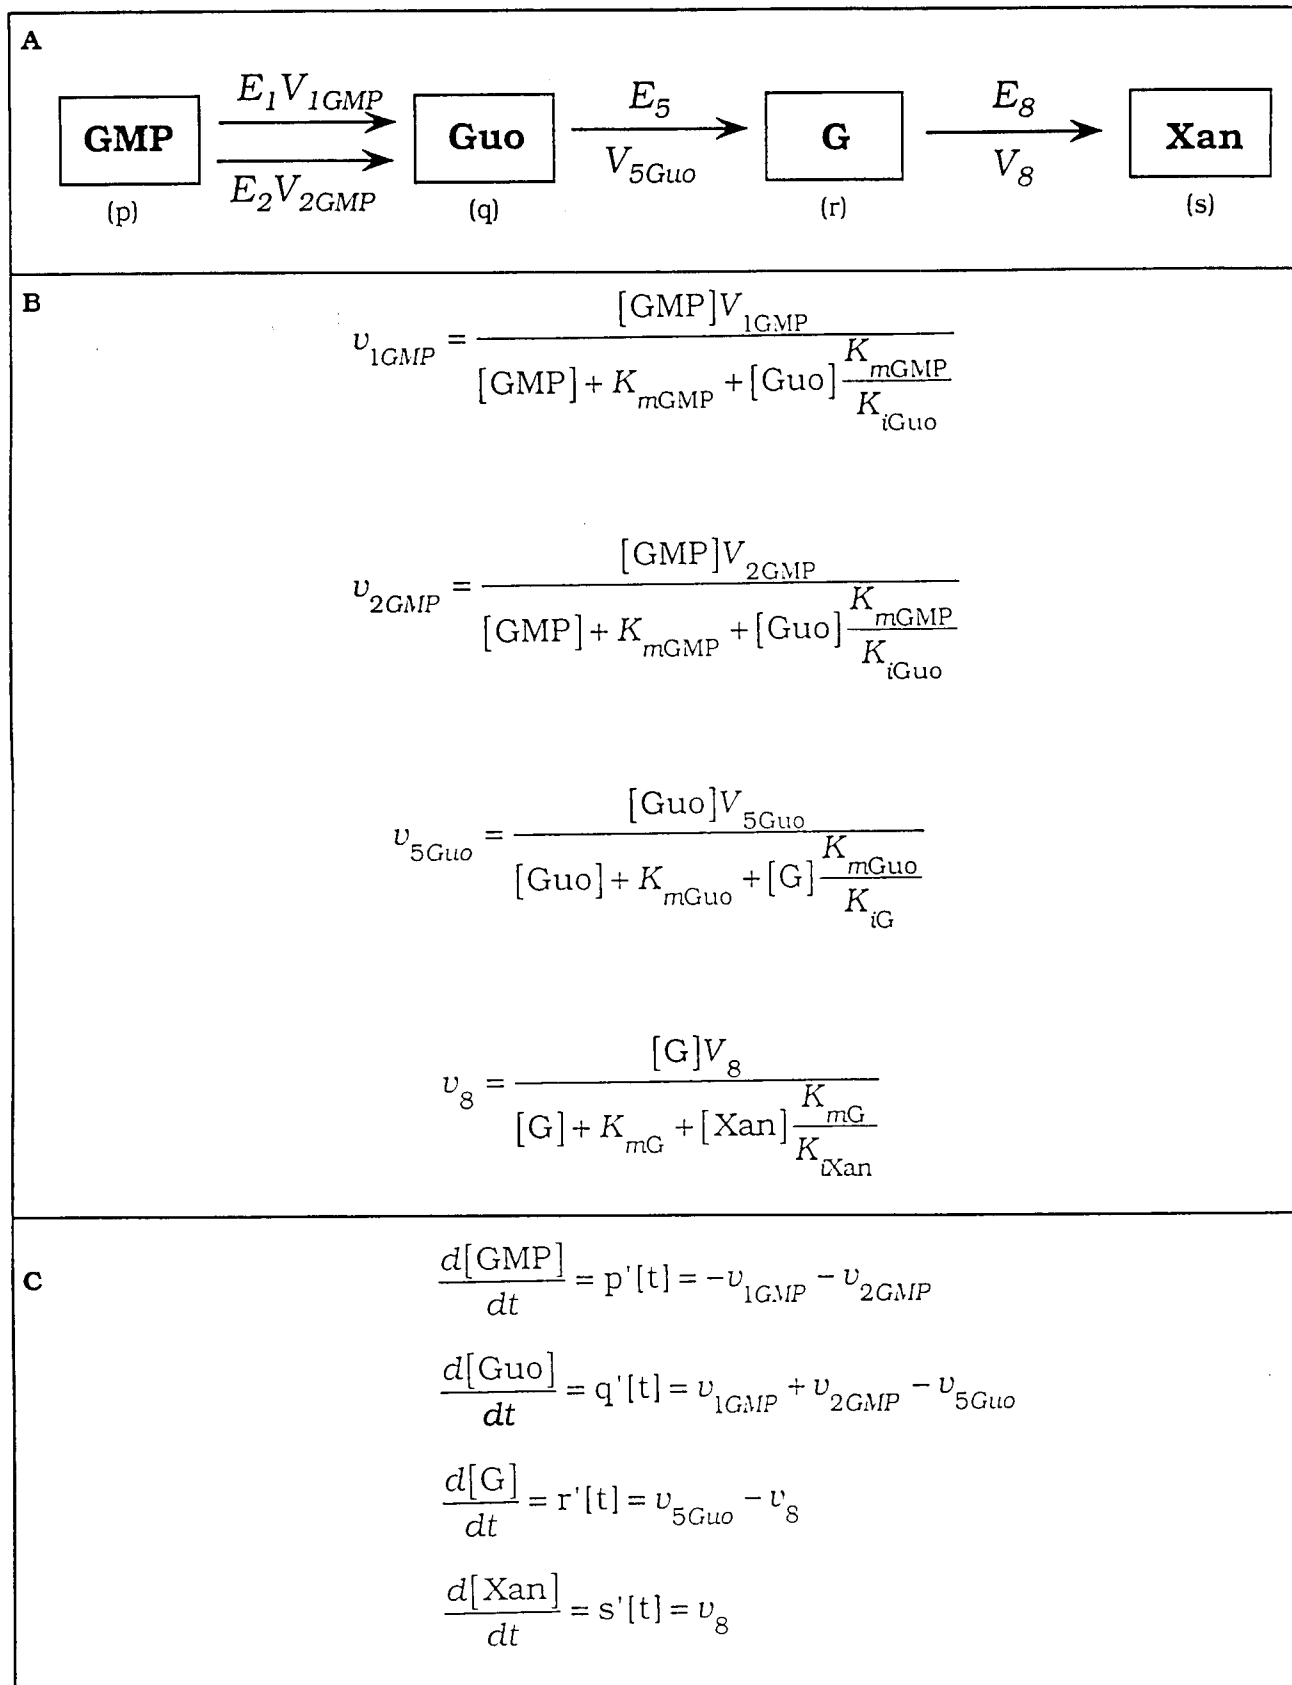 A
E₁V₁GMP E₅ E₈
GMP Guo G Xan
E₂V₂GMP V₅Guo V₈
(p) (q) (r) (s)
B
υ₁GMP = [GMP]V₁GMP / ([GMP] + KmGMP + [Guo] KmGMP / KiGuo)
υ₂GMP = [GMP]V₂GMP / ([GMP] + KmGMP + [Guo] KmGMP / KiGuo)
υ₅Guo = [Guo]V₅Guo / ([Guo] + KmGuo + [G] KmGuo / KiG)
υ₈ = [G]V₈ / ([G] + KmG + [Xan] KmG / KiXan)
C
d[GMP]/dt = p'[t] = -υ₁GMP - υ₂GMP
d[Guo]/dt = q'[t] = υ₁GMP + υ₂GMP - υ₅Guo
d[G]/dt = r'[t] = υ₅Guo - υ₈
d[Xan]/dt = s'[t] = υ₈